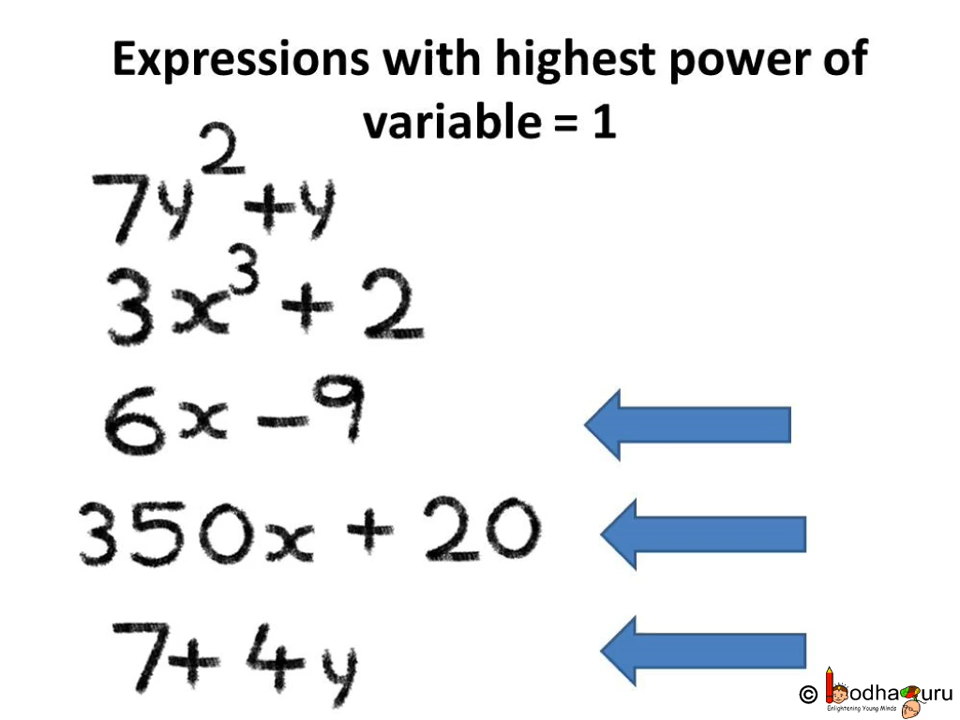 Expressions with highest power of
variable = 1
7y²+y
3x³ + 2
6x - 9
350x + 20
7+ 4y
© BodhaGuru
Enlightening Young Minds